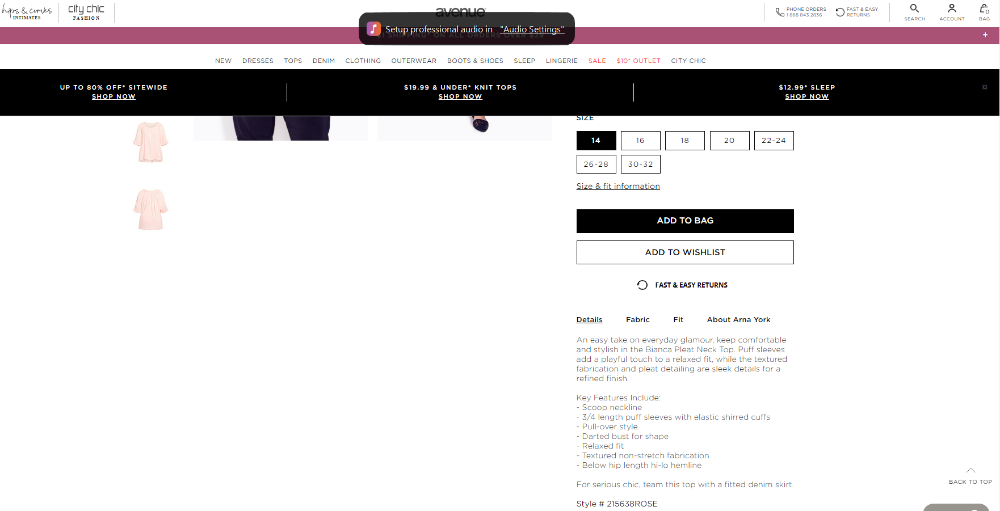 hips & curves
INTIMATES
city chic
FASHION
avenue
PHONE ORDERS
1 888 843 2836
FAST & EASY
RETURNS
SEARCH
ACCOUNT
0
BAG
Setup professional audio in "Audio Settings"
$1 SHIPPING* ON ALL ORDERS OVER $29
+
NEW DRESSES TOPS DENIM CLOTHING OUTERWEAR BOOTS & SHOES SLEEP LINGERIE SALE $10* OUTLET CITY CHIC
UP TO 80% OFF* SITEWIDE
SHOP NOW
$19.99 & UNDER* KNIT TOPS
SHOP NOW
$12.99* SLEEP
SHOP NOW
SIZE
14 16 18 20 22-24
26-28 30-32
Size & fit information
ADD TO BAG
ADD TO WISHLIST
FAST & EASY RETURNS
Details Fabric Fit About Arna York
An easy take on everyday glamour, keep comfortable
and stylish in the Bianca Pleat Neck Top. Puff sleeves
add a playful touch to a relaxed fit, while the textured
fabrication and pleat detailing are sleek details for a
refined finish.
Key Features Include:
- Scoop neckline
- 3/4 length puff sleeves with elastic shirred cuffs
- Pull-over style
- Darted bust for shape
- Relaxed fit
- Textured non-stretch fabrication
- Below hip length hi-lo hemline
For serious chic, team this top with a fitted denim skirt.
Style # 215638ROSE
BACK TO TOP